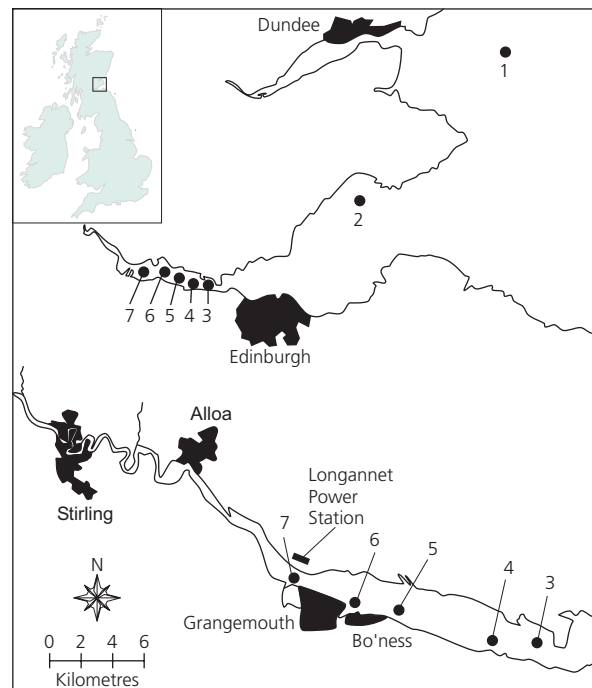 Dundee
1
2
7
6
5
4
3
Edinburgh
Alloa
Stirling
Longannet
Power
Station
7
6
5
4
3
Grangemouth
Bo'ness
N
0 2 4 6
Kilometres